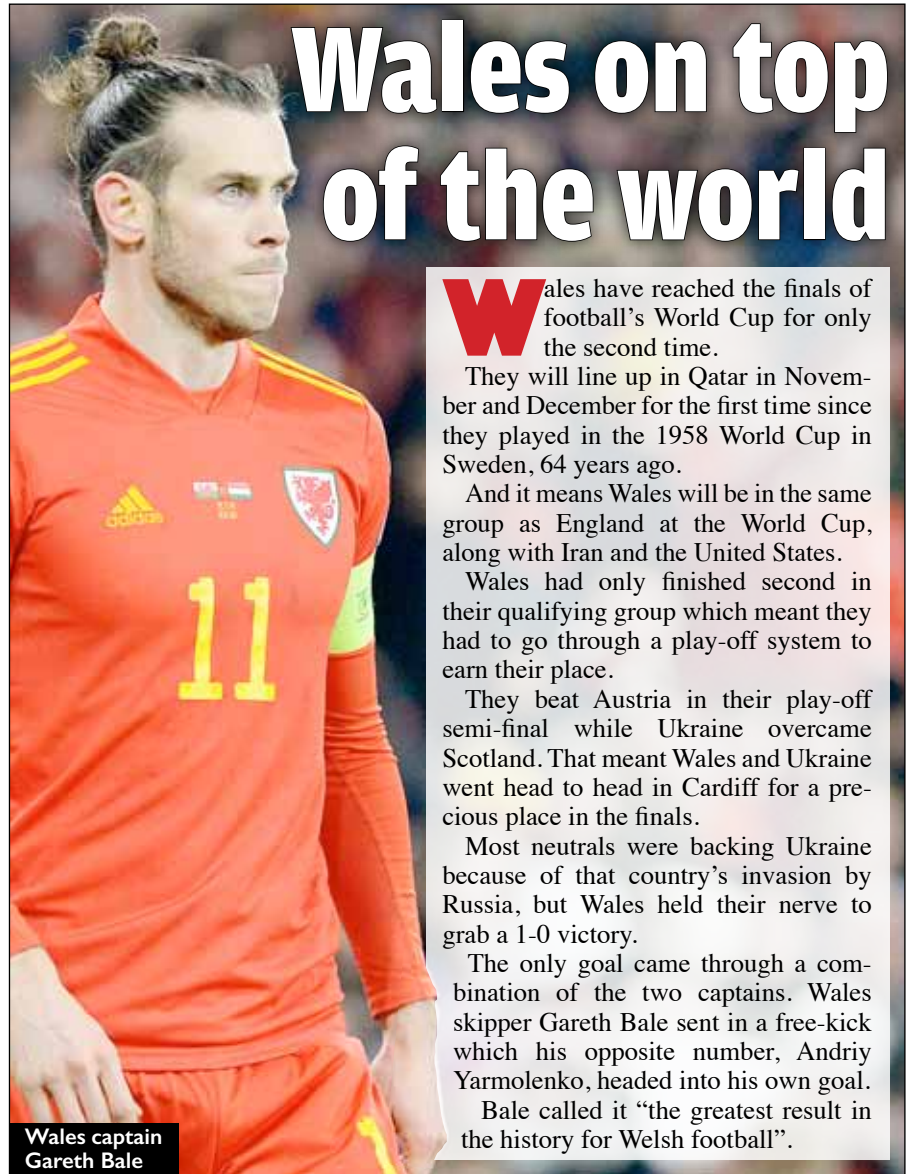 Wales on top
of the world
Wales have reached the finals of
football's World Cup for only
the second time.
They will line up in Qatar in Novem-
ber and December for the first time since
they played in the 1958 World Cup in
Sweden, 64 years ago.
And it means Wales will be in the same
group as England at the World Cup,
along with Iran and the United States.
Wales had only finished second in
their qualifying group which meant they
had to go through a play-off system to
earn their place.
They beat Austria in their play-off
semi-final while Ukraine overcame
Scotland. That meant Wales and Ukraine
went head to head in Cardiff for a pre-
cious place in the finals.
Most neutrals were backing Ukraine
because of that country's invasion by
Russia, but Wales held their nerve to
grab a 1-0 victory.
The only goal came through a com-
bination of the two captains. Wales
skipper Gareth Bale sent in a free-kick
which his opposite number, Andriy
Yarmolenko, headed into his own goal.
Bale called it “the greatest result in
the history for Welsh football”.
adidas
11
Wales captain
Gareth Bale